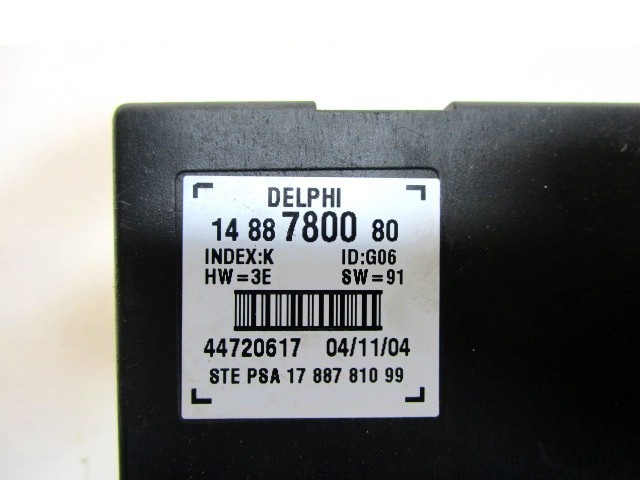 DELPHI
14 88 7800 80
INDEX:K ID:G06
HW=3E SW=91
44720617 04/11/04
STE PSA 17 887 810 99